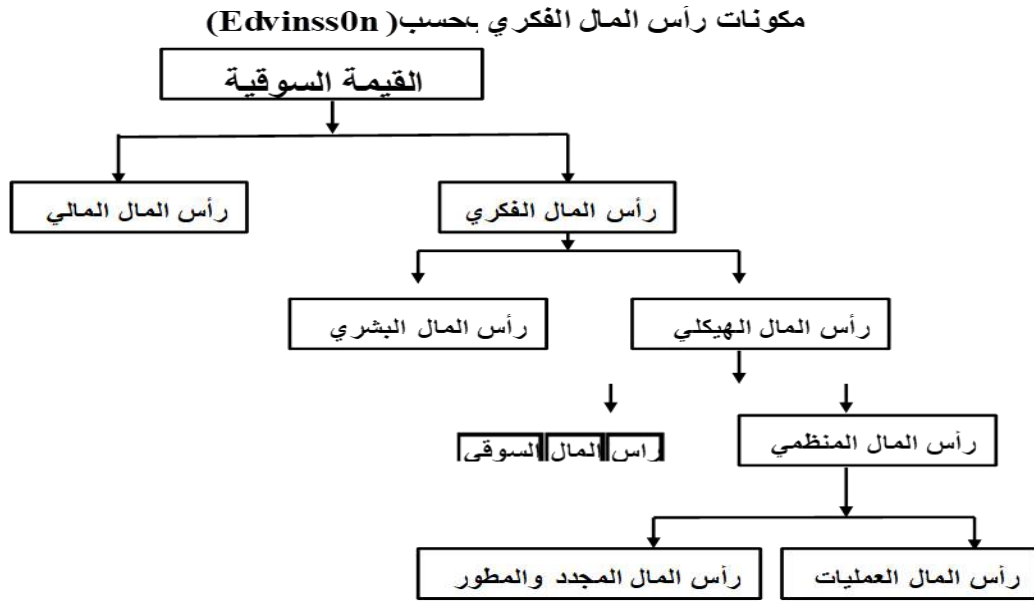 مكونات رأس المال الفكري بحسب( Edvinss0n)
القيمة السوقية
رأس المال الفكري
رأس المال المالي
رأس المال الهيكلي
رأس المال البشري
رأس المال المنظمي
راس المال السوقي
رأس المال العمليات
رأس المال المجدد والمطور